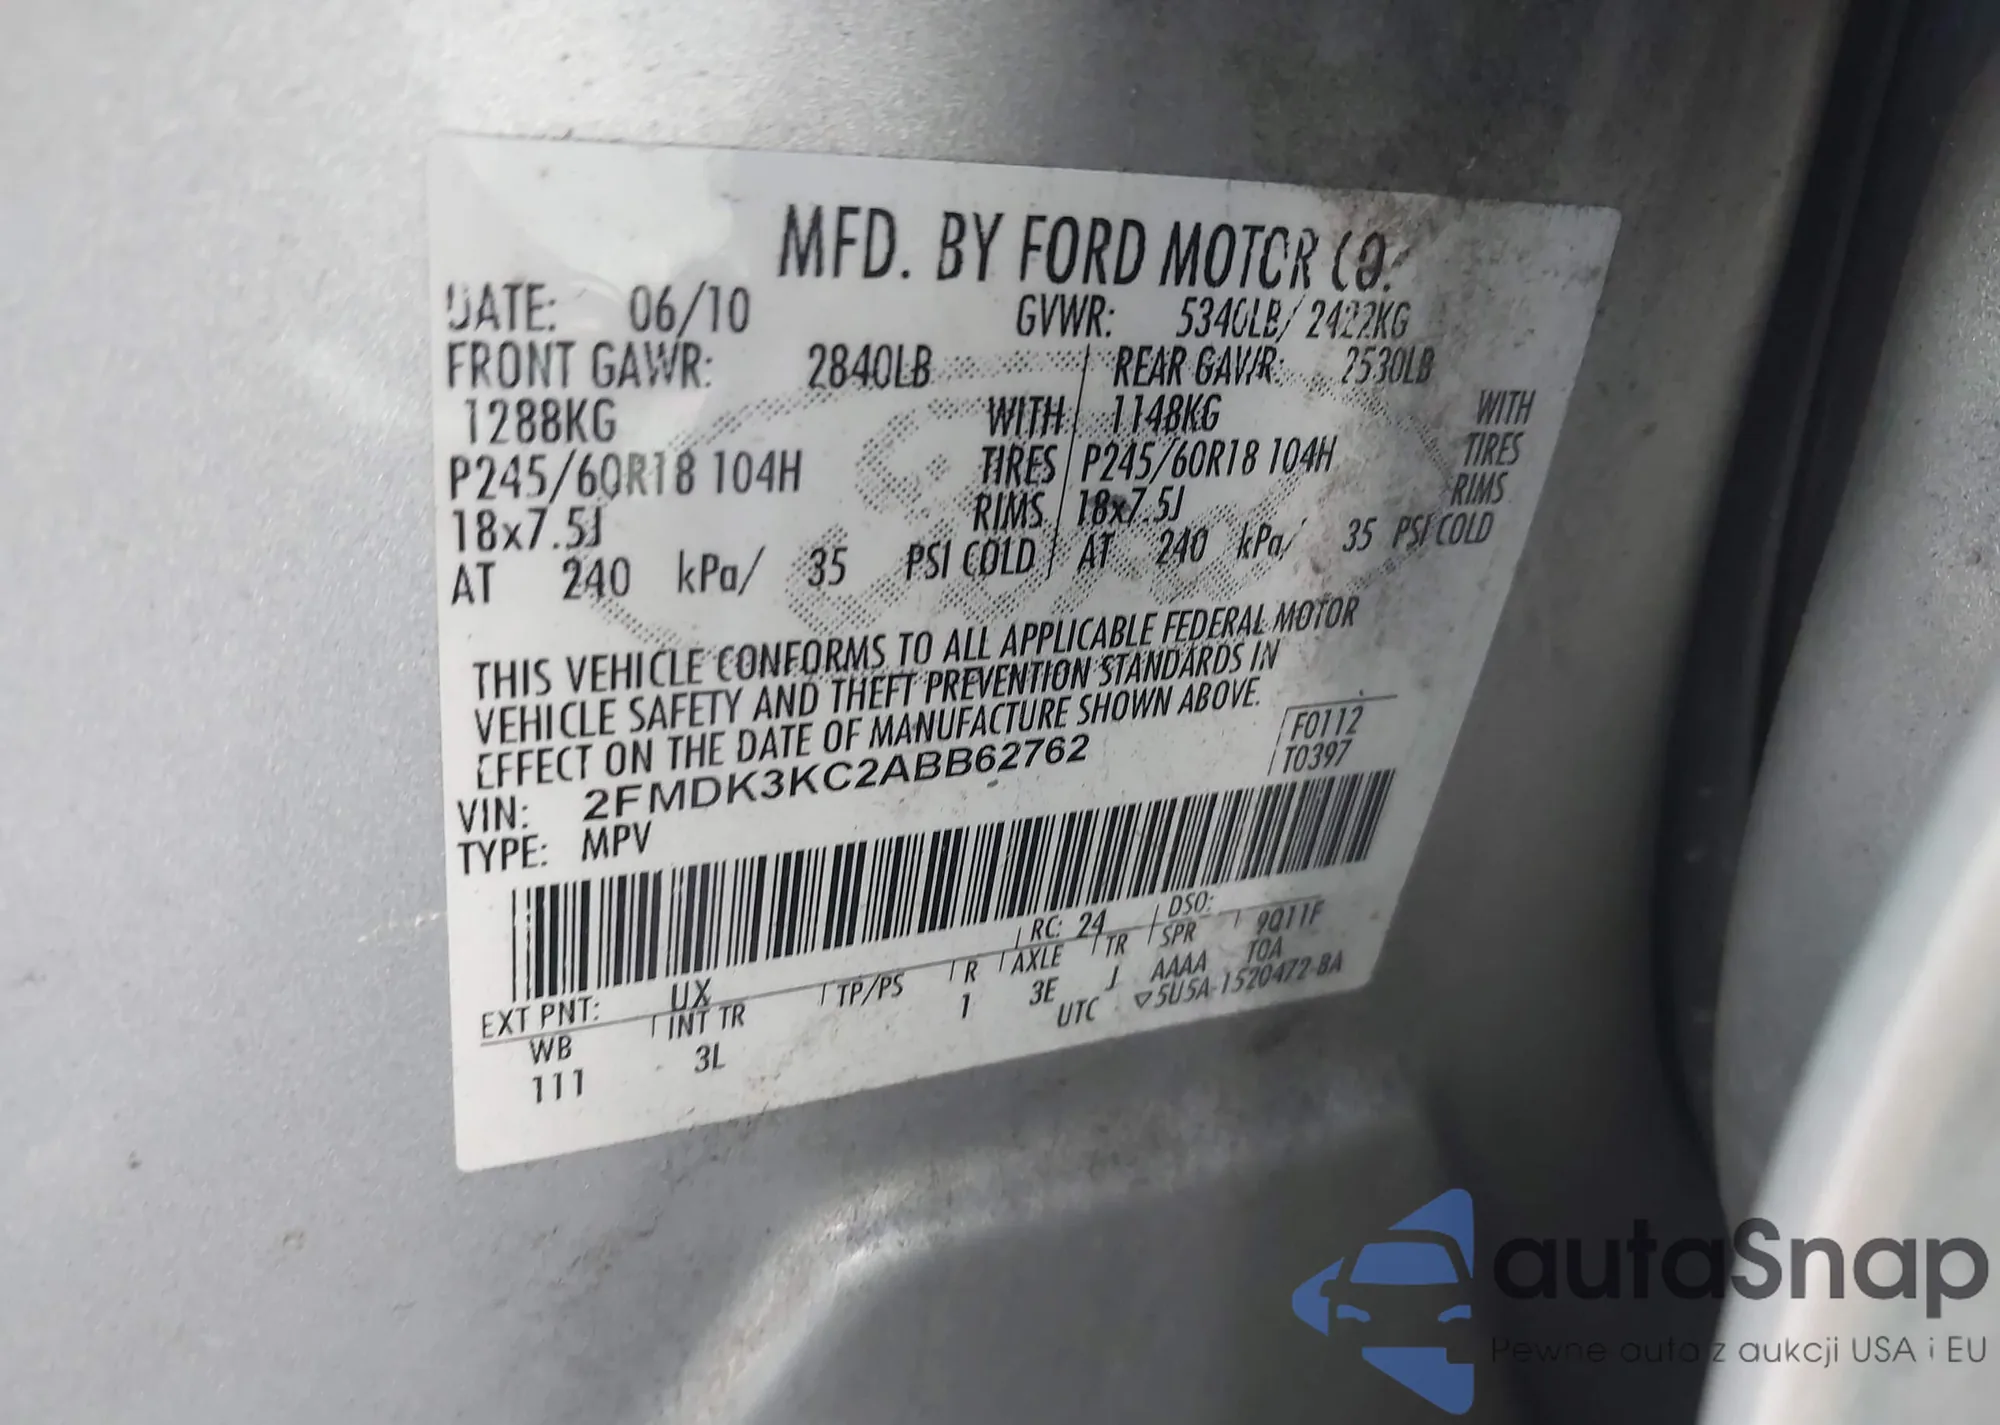 MFD. BY FORD MOTOR CO.
DATE: 06/10 GVWR: 5340LB/ 2422KG
FRONT GAWR: 2840LB REAR GAWR: 2530LB
1288KG WITH 1148KG WITH
P245/60R18 104H TIRES P245/60R18 104H TIRES
18x7.5J RIMS 18x7.5J RIMS
AT 240 kPa/ 35 PSI COLD AT 240 kPa/ 35 PSI COLD
THIS VEHICLE CONFORMS TO ALL APPLICABLE FEDERAL MOTOR
VEHICLE SAFETY AND THEFT PREVENTION STANDARDS IN
EFFECT ON THE DATE OF MANUFACTURE SHOWN ABOVE.
F0112
VIN: 2FMDK3KC2ABB62762 T0397
TYPE: MPV
EXT PNT: UX RC: 24 DSO:
WB INT TR TP/PS R AXLE TR SPR 9Q11F
111 3L 1 3E J AAAA TOA
UTC ▽5U5A-1520472-BA
autaSnap
Pewne auta z aukcji USA i EU